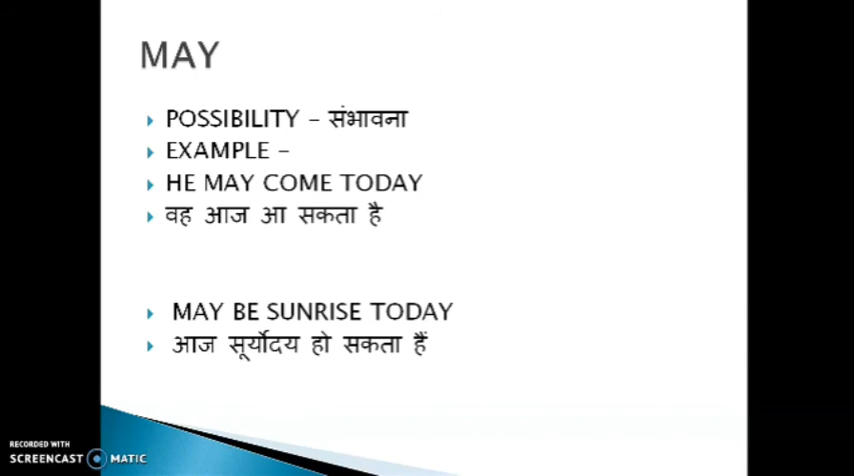 MAY
POSSIBILITY – संभावना
EXAMPLE –
HE MAY COME TODAY
वह आज आ सकता है
MAY BE SUNRISE TODAY
आज सूर्योदय हो सकता हैं
RECORDED WITH
SCREENCAST MATIC